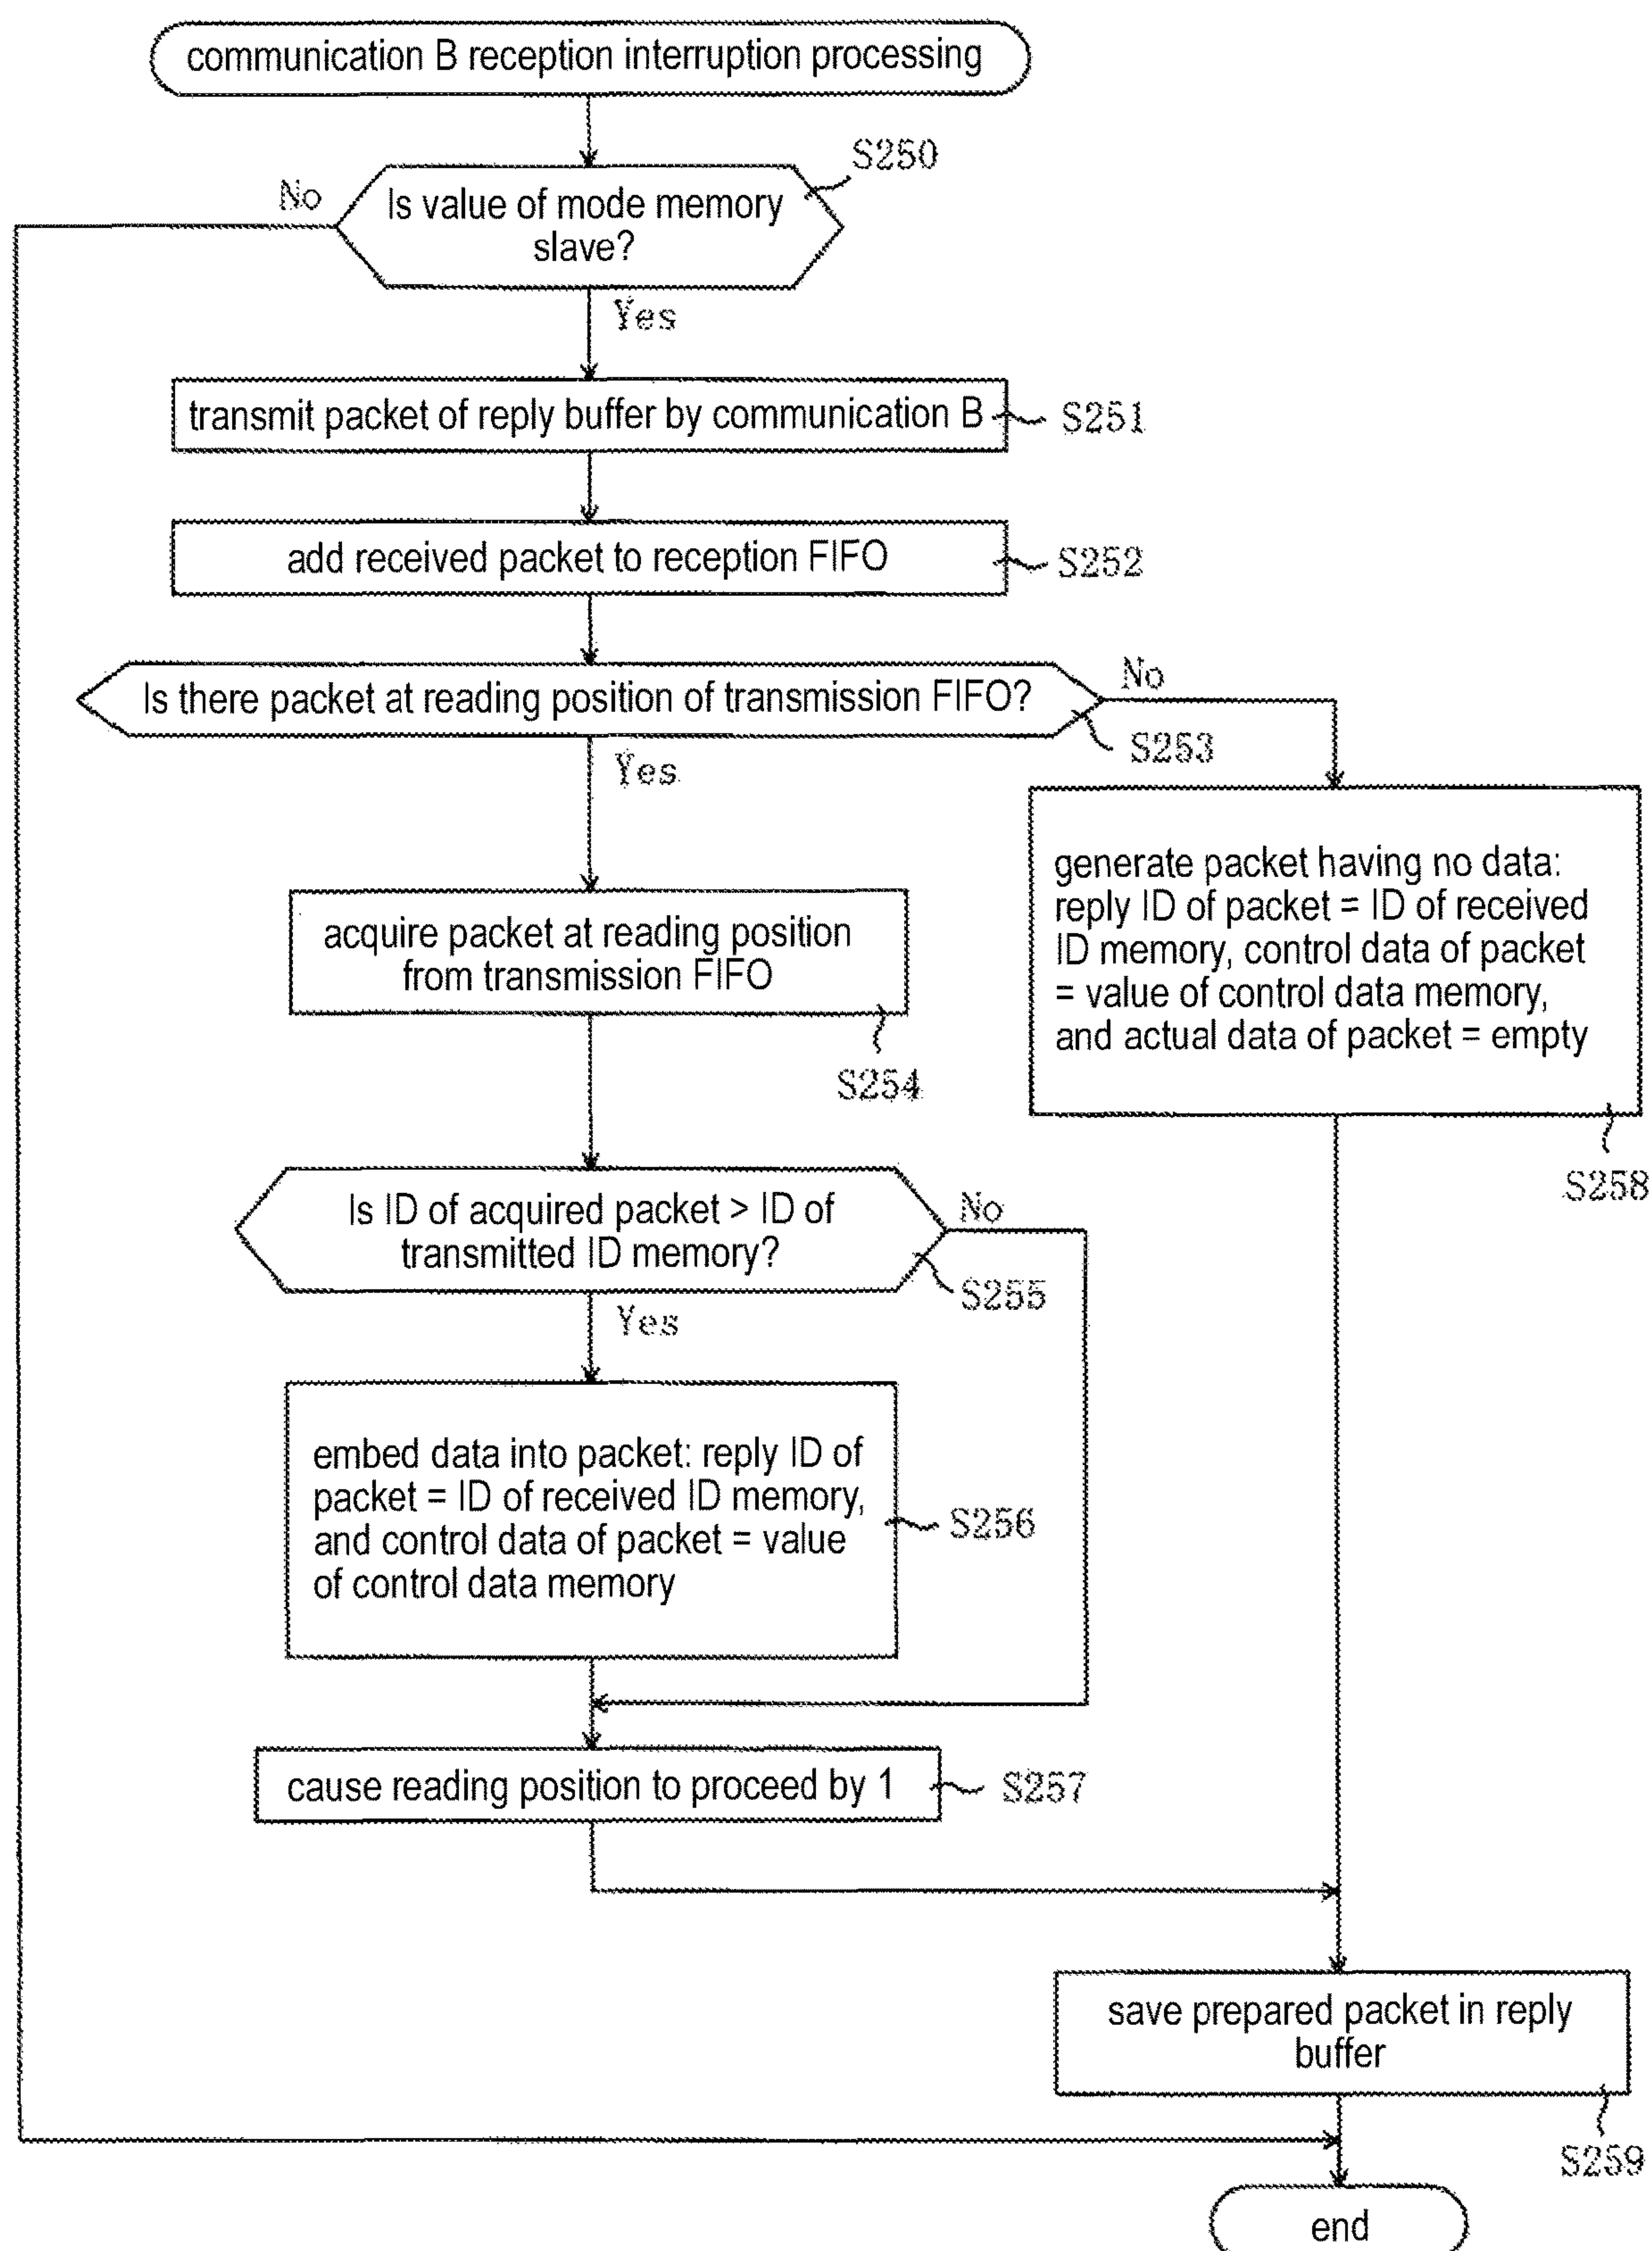 communication B reception interruption processing
S250
No
Is value of mode memory
slave?
Yes
transmit packet of reply buffer by communication B
S251
add received packet to reception FIFO
S252
Is there packet at reading position of transmission FIFO?
No
S253
Yes
generate packet having no data:
reply ID of packet = ID of received
ID memory, control data of packet
= value of control data memory,
and actual data of packet = empty
S258
acquire packet at reading position
from transmission FIFO
S254
Is ID of acquired packet > ID of
transmitted ID memory?
No
S255
Yes
embed data into packet: reply ID of
packet = ID of received ID memory,
and control data of packet = value
of control data memory
S256
cause reading position to proceed by 1
S257
save prepared packet in reply
buffer
S259
end